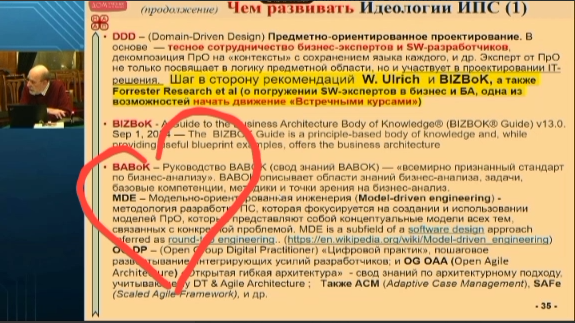 (продолжение) Чем развивать Идеологии ИПС (1)
• DDD – (Domain-Driven Design) Предметно-ориентированное проектирование. В
основе — тесное сотрудничество бизнес-экспертов и SW-разработчиков,
декомпозиция ПрО на «контексты» с сохранением языка каждого, и др. Эксперт от ПрО
не только посвящает в логику предметной области, но и участвует в проектировании IT-
решения. Шаг в сторону рекомендаций W. Ulrich и BIZBoK, а также
Forrester Research et al (о погружении SW-экспертов в бизнес и БА, одна из
возможностей начать движение «Встречными курсами»)
• BIZBoK - A Guide to the Business Architecture Body of Knowledge® (BIZBOK® Guide) v13.0.
Sep 1, — The BIZBOK Guide is a principle-based body of knowledge and, while
providing useful blueprint examples, offers the business architecture
• BABoK – Руководство BABOK (свод знаний BABOK) — «всемирно признанный стандарт
по бизнес-анализу». BABOK описывает области знаний бизнес-анализа, задачи,
базовые компетенции, методики и точки зрения на бизнес-анализ.
MDE – Модельно-ориентированная инженерия (Model-driven engineering) -
методология разработки ПС, которая фокусируется на создании и использовании
моделей ПрО, которые представляют собой концептуальные модели всех тем,
связанных с конкретной проблемой. MDE is a subfield of a software design approach
referred as round-trip engineering.. (https://en.wikipedia.org/wiki/Model-driven_engineering)
DP – (Open Group Digital Practitioner) «Цифровой практик», пошаговое
интегрирующих усилий разработчиков; и OG OAA (Open Agile
Architecture) «Открытая гибкая архитектура» - свод знаний по архитектурному подходу,
DT & Agile Architecture ; Также ACM (Adaptive Case Management), SAFe
(Scaled Agile Framework), и др.
- 35 -